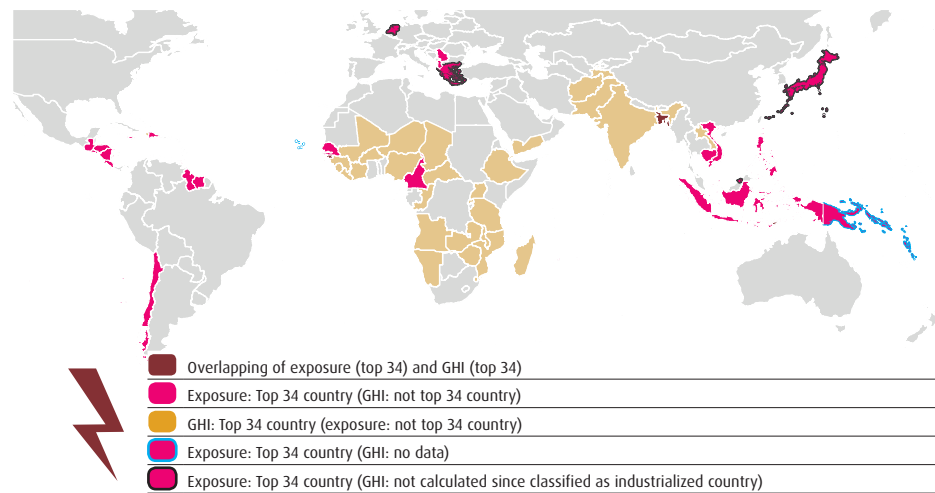 Overlapping of exposure (top 34) and GHI (top 34)
Exposure: Top 34 country (GHI: not top 34 country)
GHI: Top 34 country (exposure: not top 34 country)
Exposure: Top 34 country (GHI: no data)
Exposure: Top 34 country (GHI: not calculated since classified as industrialized country)